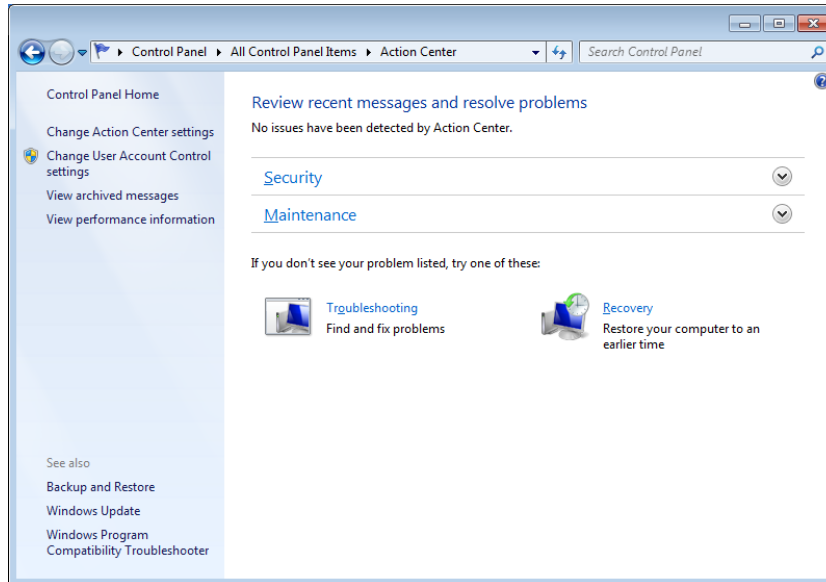 Control Panel
All Control Panel Items
Action Center
Search Control Panel
Control Panel Home
Change Action Center settings
Change User Account Control
settings
View archived messages
View performance information
Review recent messages and resolve problems
No issues have been detected by Action Center.
Security
Maintenance
If you don't see your problem listed, try one of these:
Troubleshooting
Find and fix problems
Recovery
Restore your computer to an
earlier time
See also
Backup and Restore
Windows Update
Windows Program
Compatibility Troubleshooter